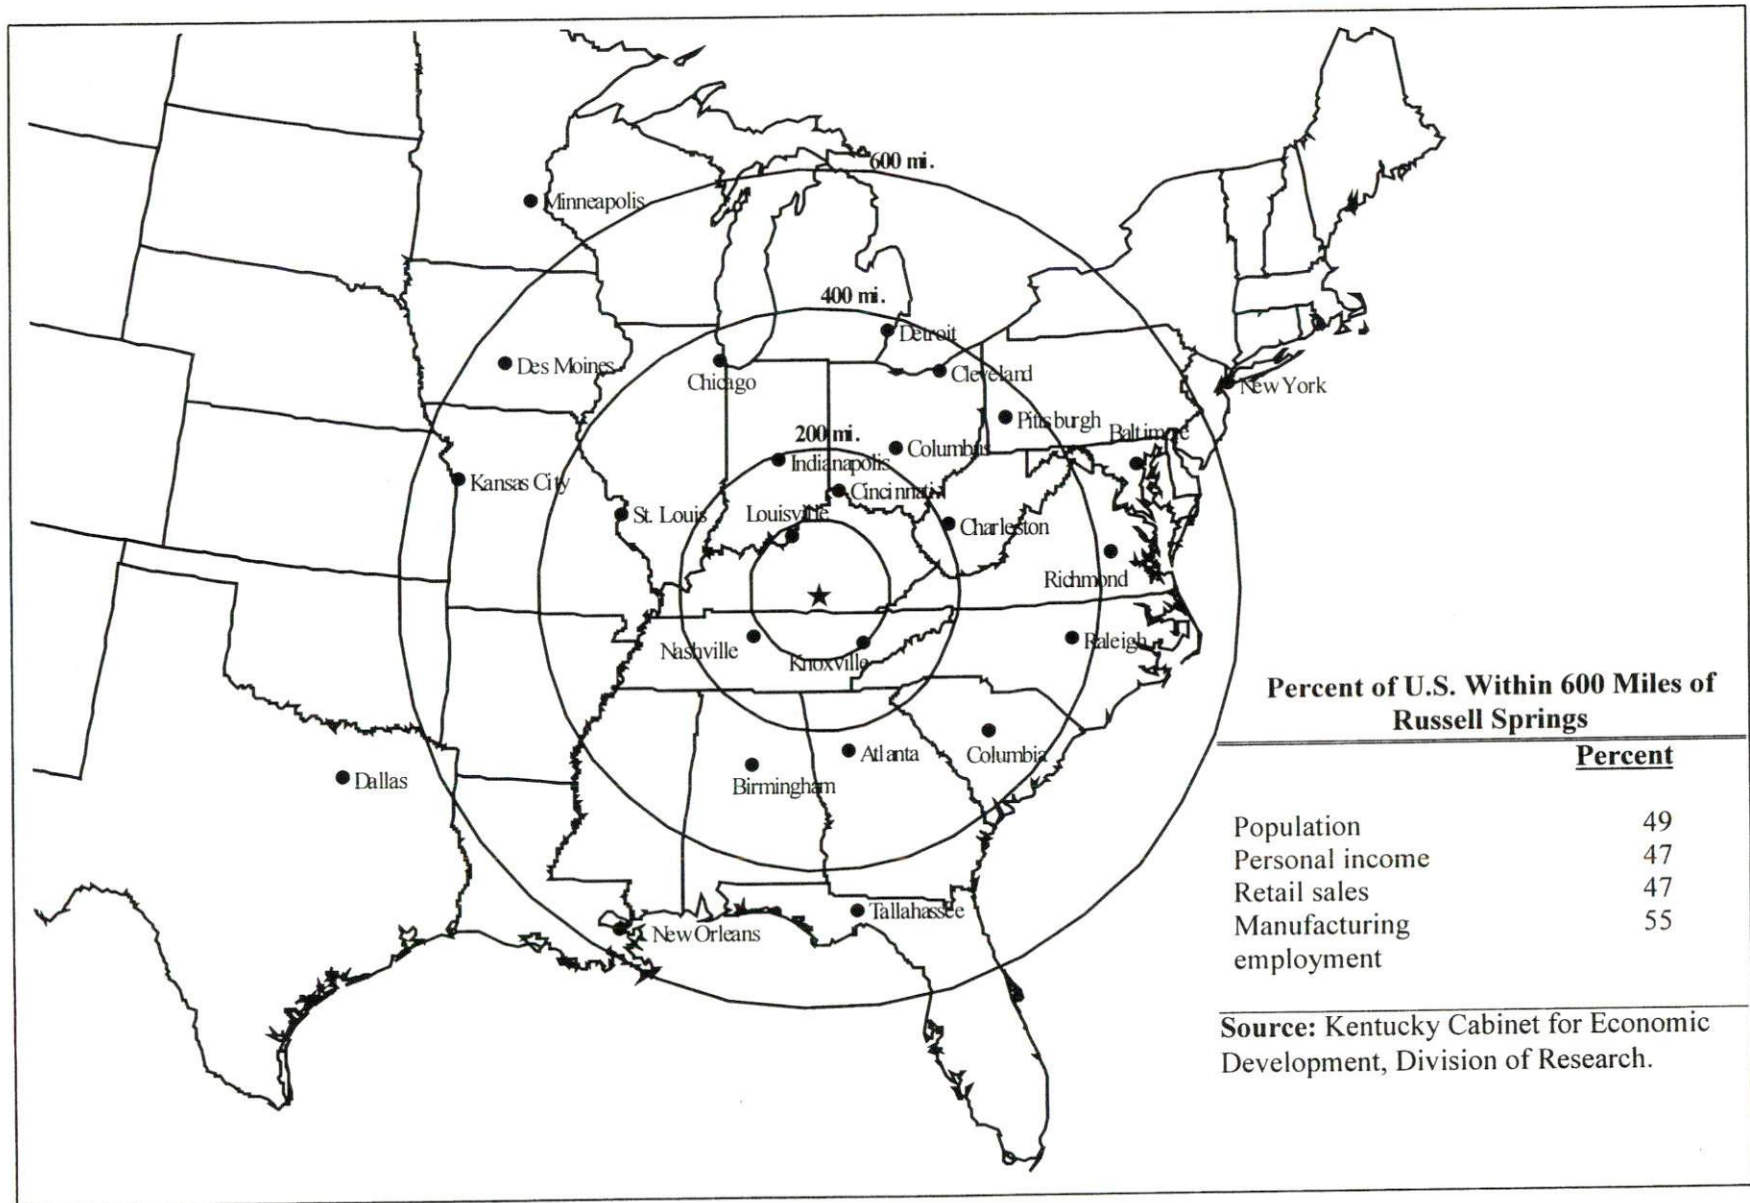 600 mi.
Minneapolis
400 mi.
Detroit
Des Moines
Chicago
Cleveland
New York
Pittsburgh
Baltimore
200 mi.
Columbus
Indianapolis
Kansas City
Cincinnati
St. Louis
Louisville
Charleston
Richmond
Nashville
Knoxville
Raleigh
Atlanta
Columbia
Birmingham
Dallas
Tallahassee
New Orleans
Percent of U.S. Within 600 Miles of
Russell Springs
Percent
Population 49
Personal income 47
Retail sales 47
Manufacturing 55
employment
Source: Kentucky Cabinet for Economic
Development, Division of Research.